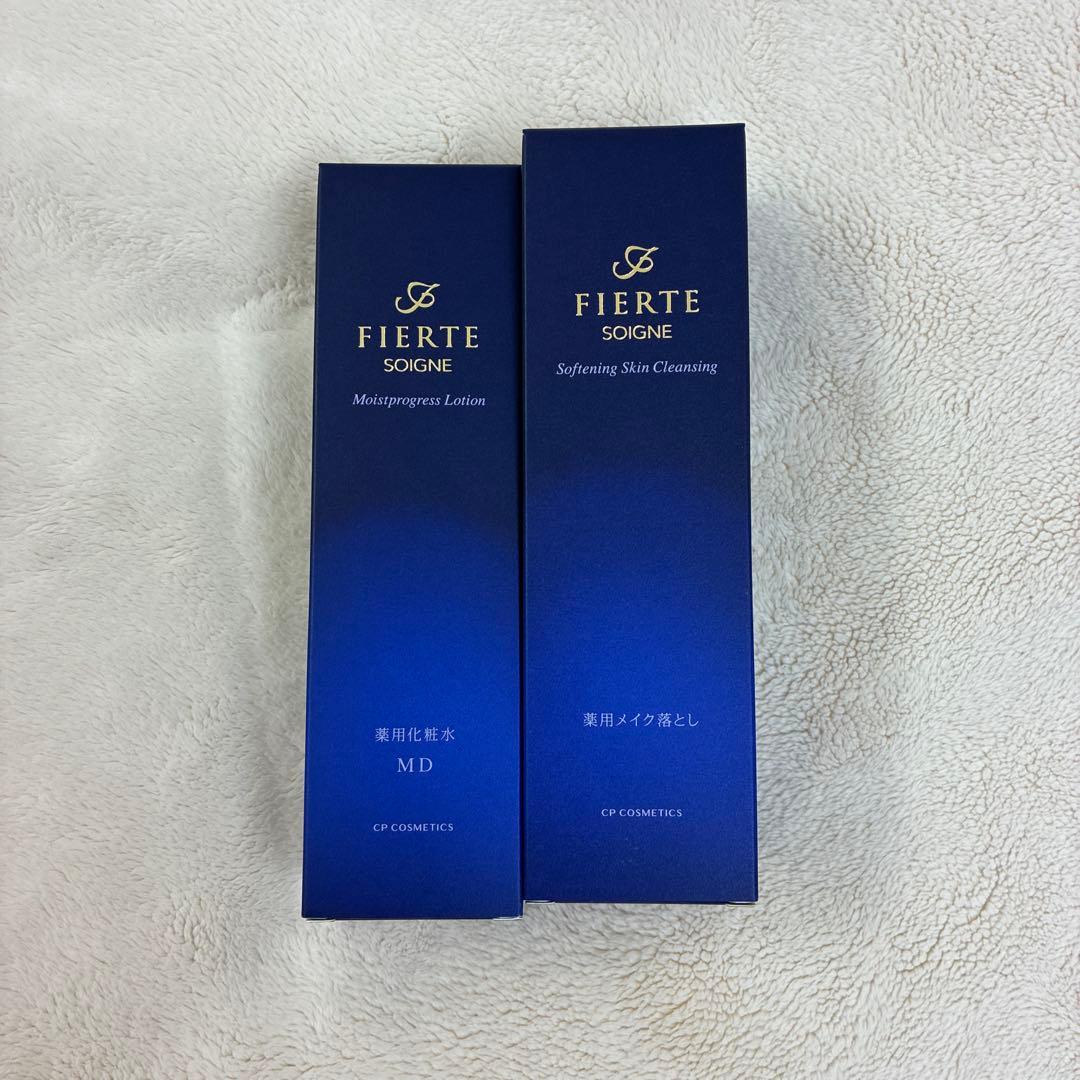 FIERTE
SOIGNE
Moistprogress Lotion
薬用化粧水
MD
CP COSMETICS
FIERTE
SOIGNE
Softening Skin Cleansing
薬用メイク落とし
CP COSMETICS